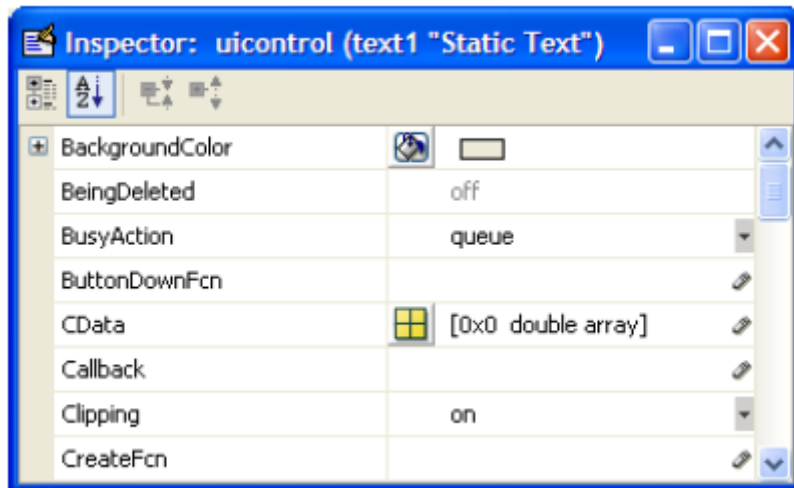 Inspector: uicontrol (text1 "Static Text")
A
Z
BackgroundColor
BeingDeleted off
BusyAction queue
ButtonDownFcn
CData [0x0 double array]
Callback
Clipping on
CreateFcn